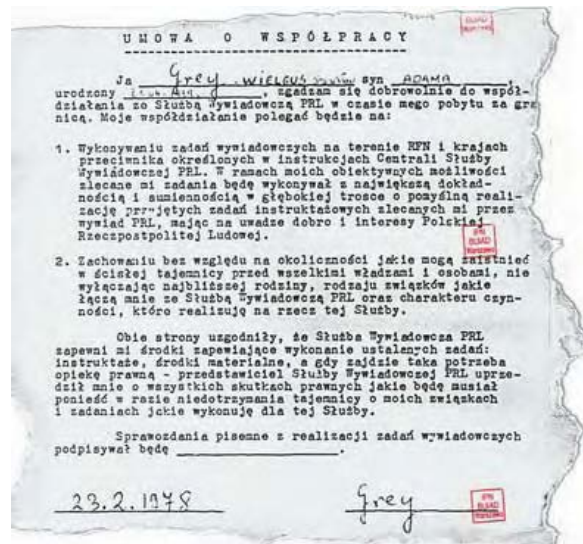 UMOWA O WSPÓŁPRACY
Ja Grey syn ADAMA,
urodzony , zgadzam się dobrowolnie do współ-
działania ze Służbą Wywiadowczą PRL w czasie mego pobytu za gra
nicą. Moje współdziałanie polegać będzie na:
1. Wykonywaniu zadań wywiadowczych na terenie RFN i krajach
przeciwnika określonych w instrukcjach Centrali Służby
Wywiadowczej PRL. W ramach moich obiektywnych możliwości
zlecane mi zadania będę wykonywał z największą dokład-
nością i sumiennością w głębokiej trosce o pomyślną reali-
zację przyjętych zadań instruktażowych zlecanych mi przez
wywiad PRL, mając na uwadze dobro i interesy Polskiej
Rzeczpospolitej Ludowej.
2. Zachowaniu bez względu na okoliczności jakie mogą zaistnieć
w ścisłej tajemnicy przed wszelkimi władzami i osobami, nie
wyłączając najbliższej rodziny, rodzaju związków jakie
łączą mnie ze Służbą Wywiadowczą PRL oraz charakteru czyn-
ności, które realizuję na rzecz tej Służby.
Obie strony uzgodniły, że Służba Wywiadowcza PRL
zapewni mi środki zapewiające wykonanie ustalanych zadań:
instruktaże, środki materialne, a gdy zajdzie taka potrzeba
opiekę prawną - przedstawiciel Służby Wywiadowczej PRL uprze-
dził mnie o wszystkich skutkach prawnych jakie będę musiał
ponieść w razie niedotrzymania tajemnicy o moich związkach
i zadaniach jakie wykonuję dla tej Służby.
Sprawozdania pisemne z realizacji zadań wywiadowczych
podpisywał będę .
23.2.1978 Grey
IPN
BUiAD
WARSZAWA